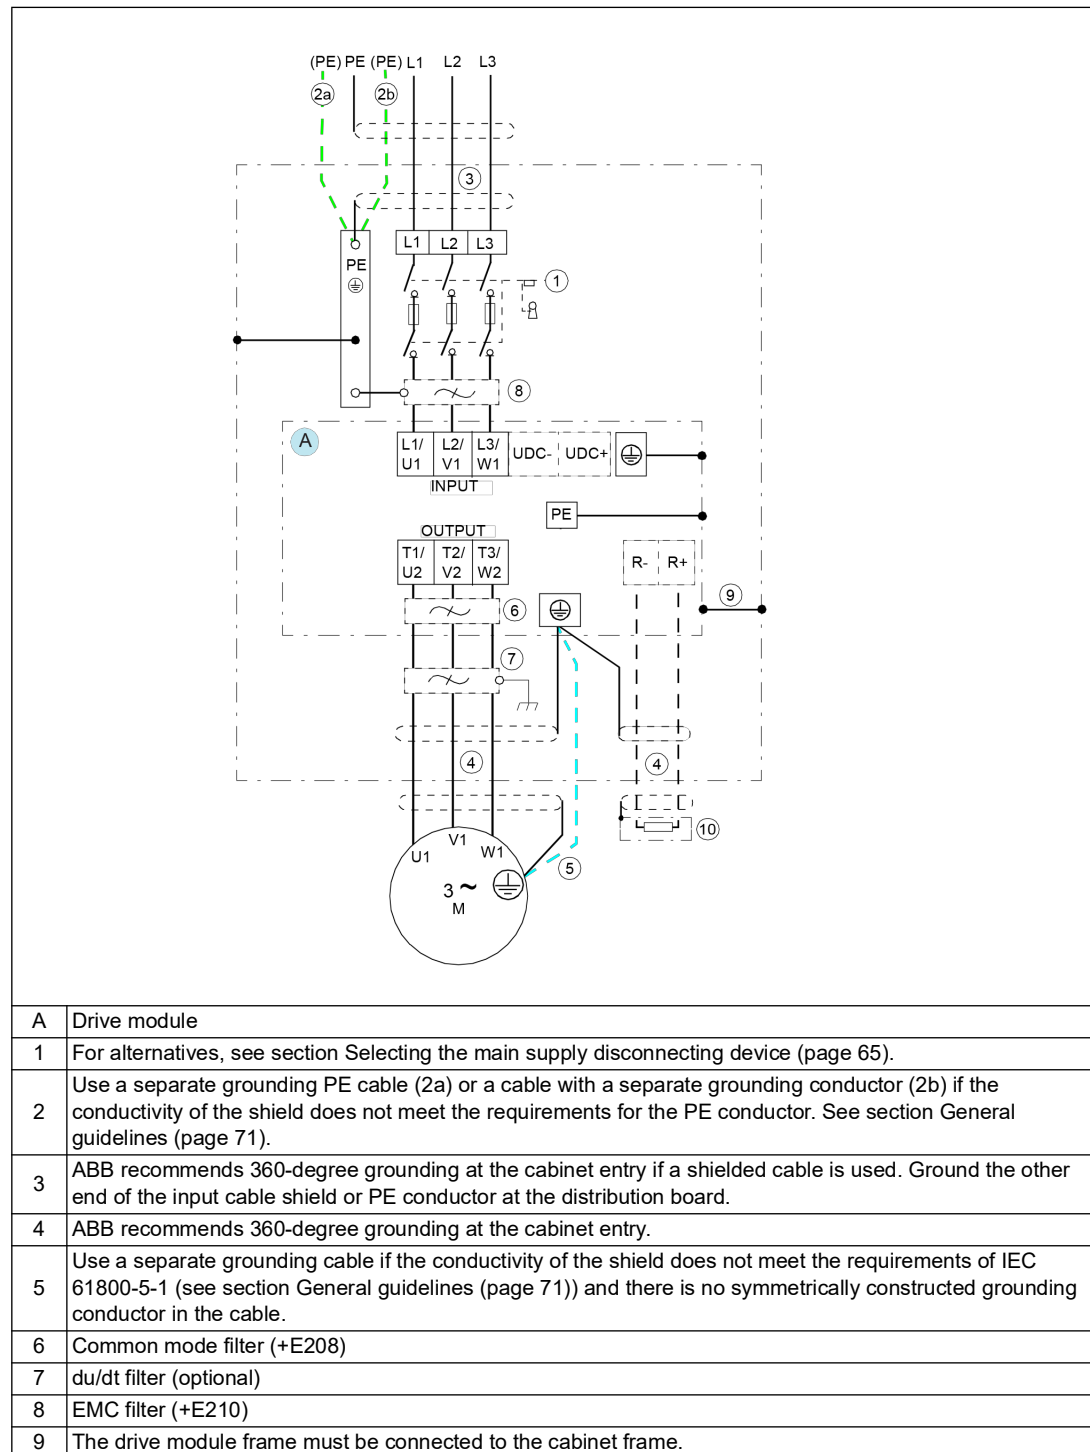 (PE) PE (PE) L1 L2 L3
2a 2b
3
L1 L2 L3
PE
1
8
A
L1/ L2/ L3/
U1 V1 W1
UDC- UDC+
INPUT
PE
OUTPUT
T1/ T2/ T3/
U2 V2 W2
R- R+
9
6
7
4 4
10
U1 V1 W1
5
3 ~
M
A Drive module
1 For alternatives, see section Selecting the main supply disconnecting device (page 65).
2 Use a separate grounding PE cable (2a) or a cable with a separate grounding conductor (2b) if the
conductivity of the shield does not meet the requirements for the PE conductor. See section General
guidelines (page 71).
3 ABB recommends 360-degree grounding at the cabinet entry if a shielded cable is used. Ground the other
end of the input cable shield or PE conductor at the distribution board.
4 ABB recommends 360-degree grounding at the cabinet entry.
5 Use a separate grounding cable if the conductivity of the shield does not meet the requirements of IEC
61800-5-1 (see section General guidelines (page 71)) and there is no symmetrically constructed grounding
conductor in the cable.
6 Common mode filter (+E208)
7 du/dt filter (optional)
8 EMC filter (+E210)
9 The drive module frame must be connected to the cabinet frame.